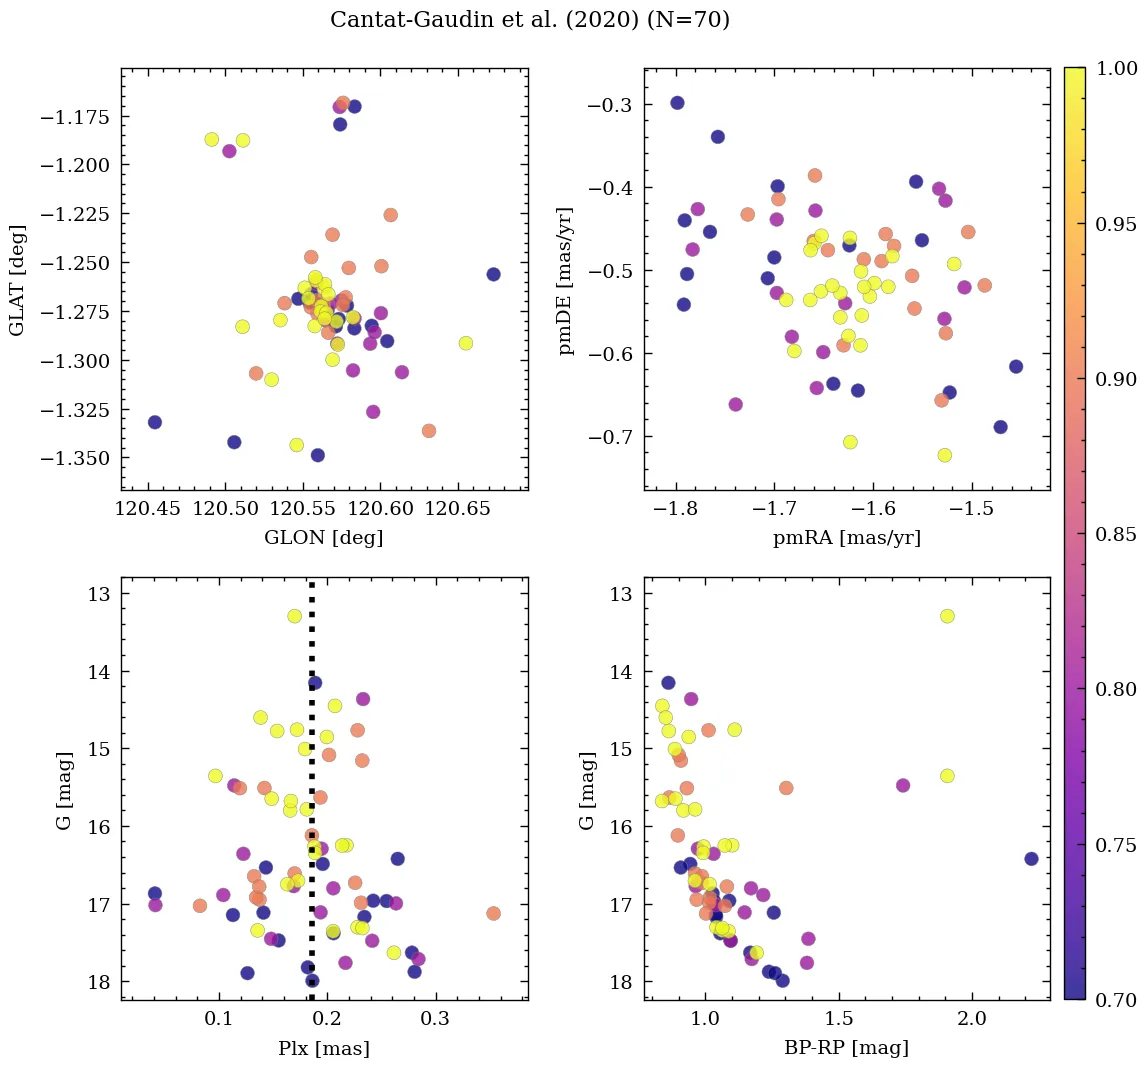 Cantat-Gaudin et al. (2020) (N=70)
−1.175
−1.200
−1.225
−1.250
−1.275
−1.300
−1.325
−1.350
GLAT [deg]
120.45 120.50 120.55 120.60 120.65
GLON [deg]
−0.3
−0.4
−0.5
−0.6
−0.7
pmDE [mas/yr]
−1.8 −1.7 −1.6 −1.5
pmRA [mas/yr]
13
14
15
16
17
18
G [mag]
0.1 0.2 0.3
Plx [mas]
13
14
15
16
17
18
G [mag]
1.0 1.5 2.0
BP-RP [mag]
1.00
0.95
0.90
0.85
0.80
0.75
0.70